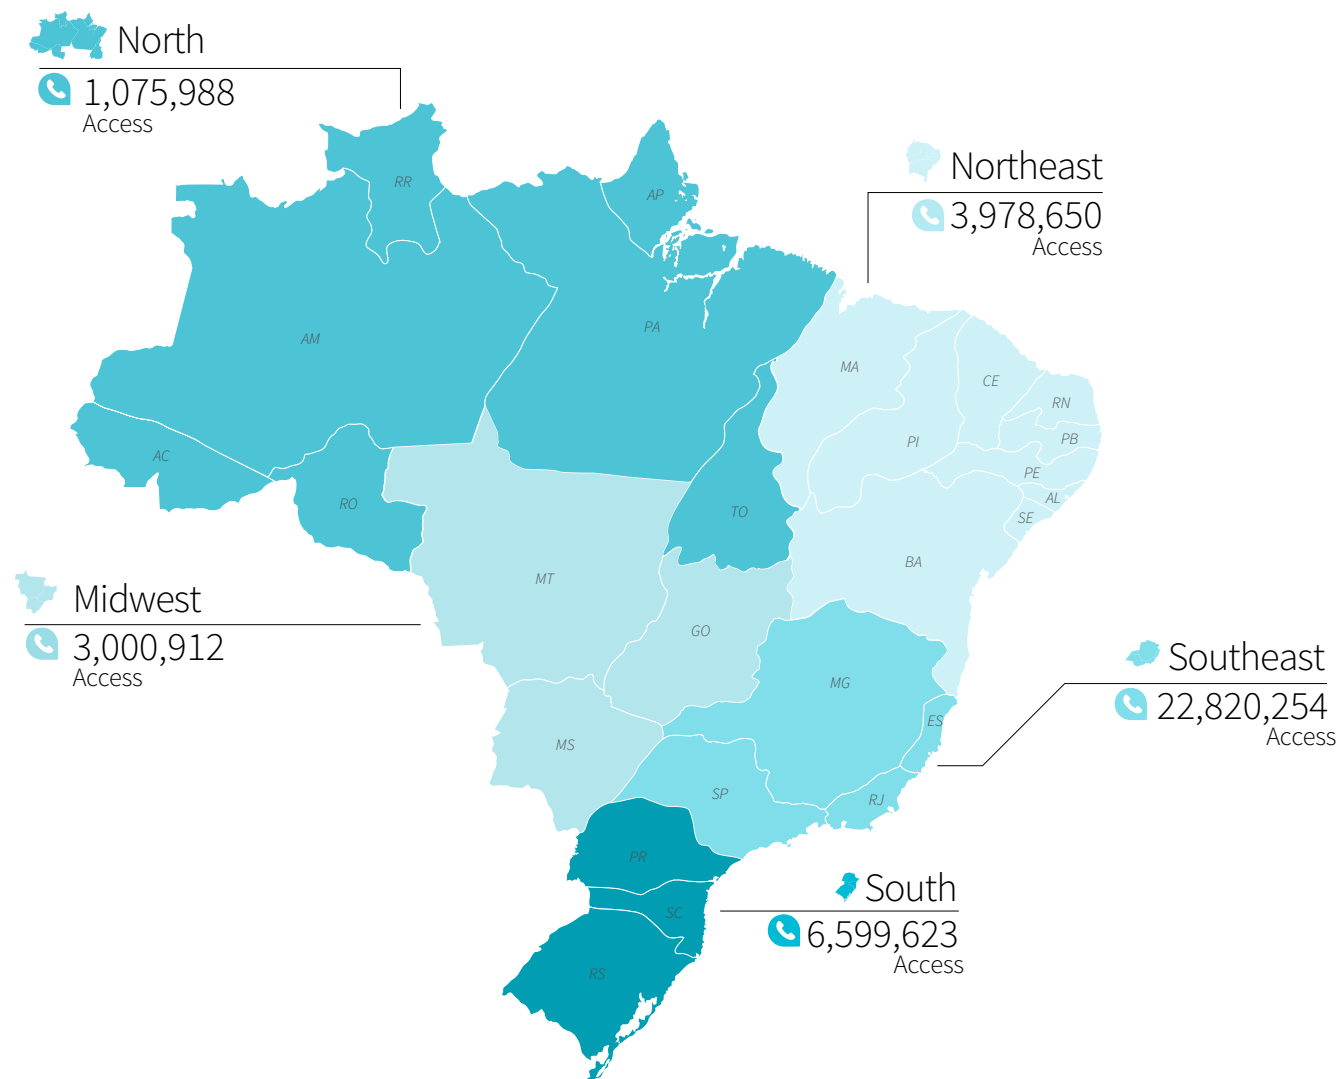 North
1,075,988
Access
Northeast
3,978,650
Access
RR
AP
AM
PA
MA
CE
RN
PB
PI
PE
AL
SE
AC
RO
TO
BA
MT
GO
Midwest
3,000,912
Access
Southeast
22,820,254
Access
MG
ES
MS
SP
RJ
PR
SC
RS
South
6,599,623
Access